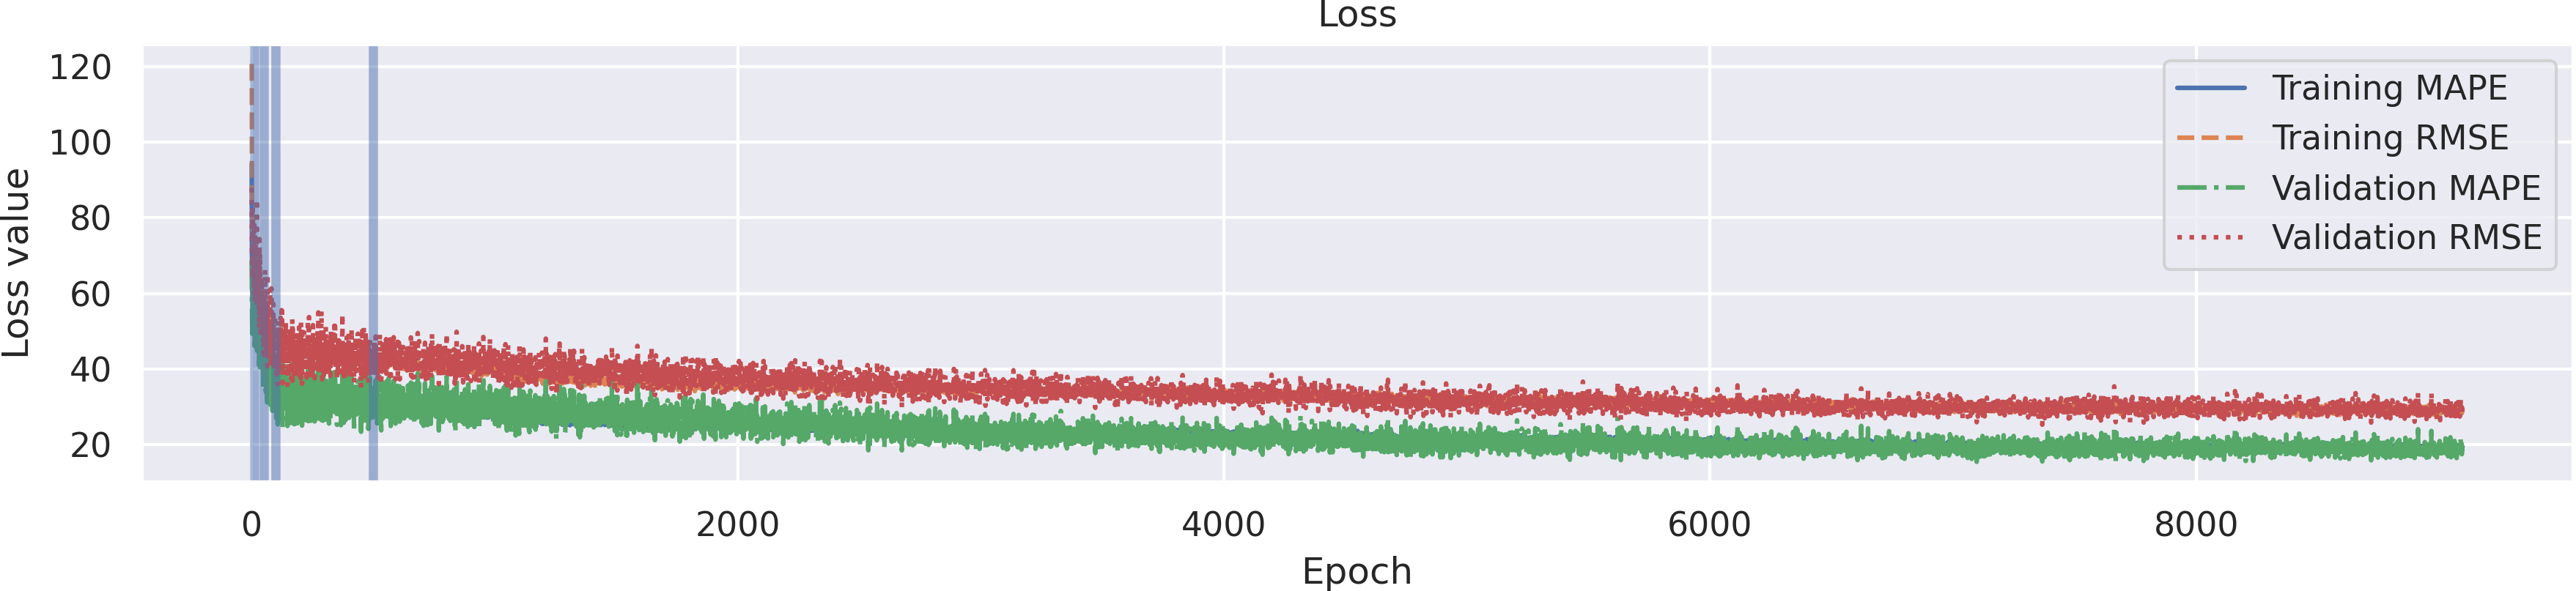 Loss
120
100
80
60
40
20
Loss value
0 2000 4000 6000 8000
Epoch
Training MAPE
Training RMSE
Validation MAPE
Validation RMSE